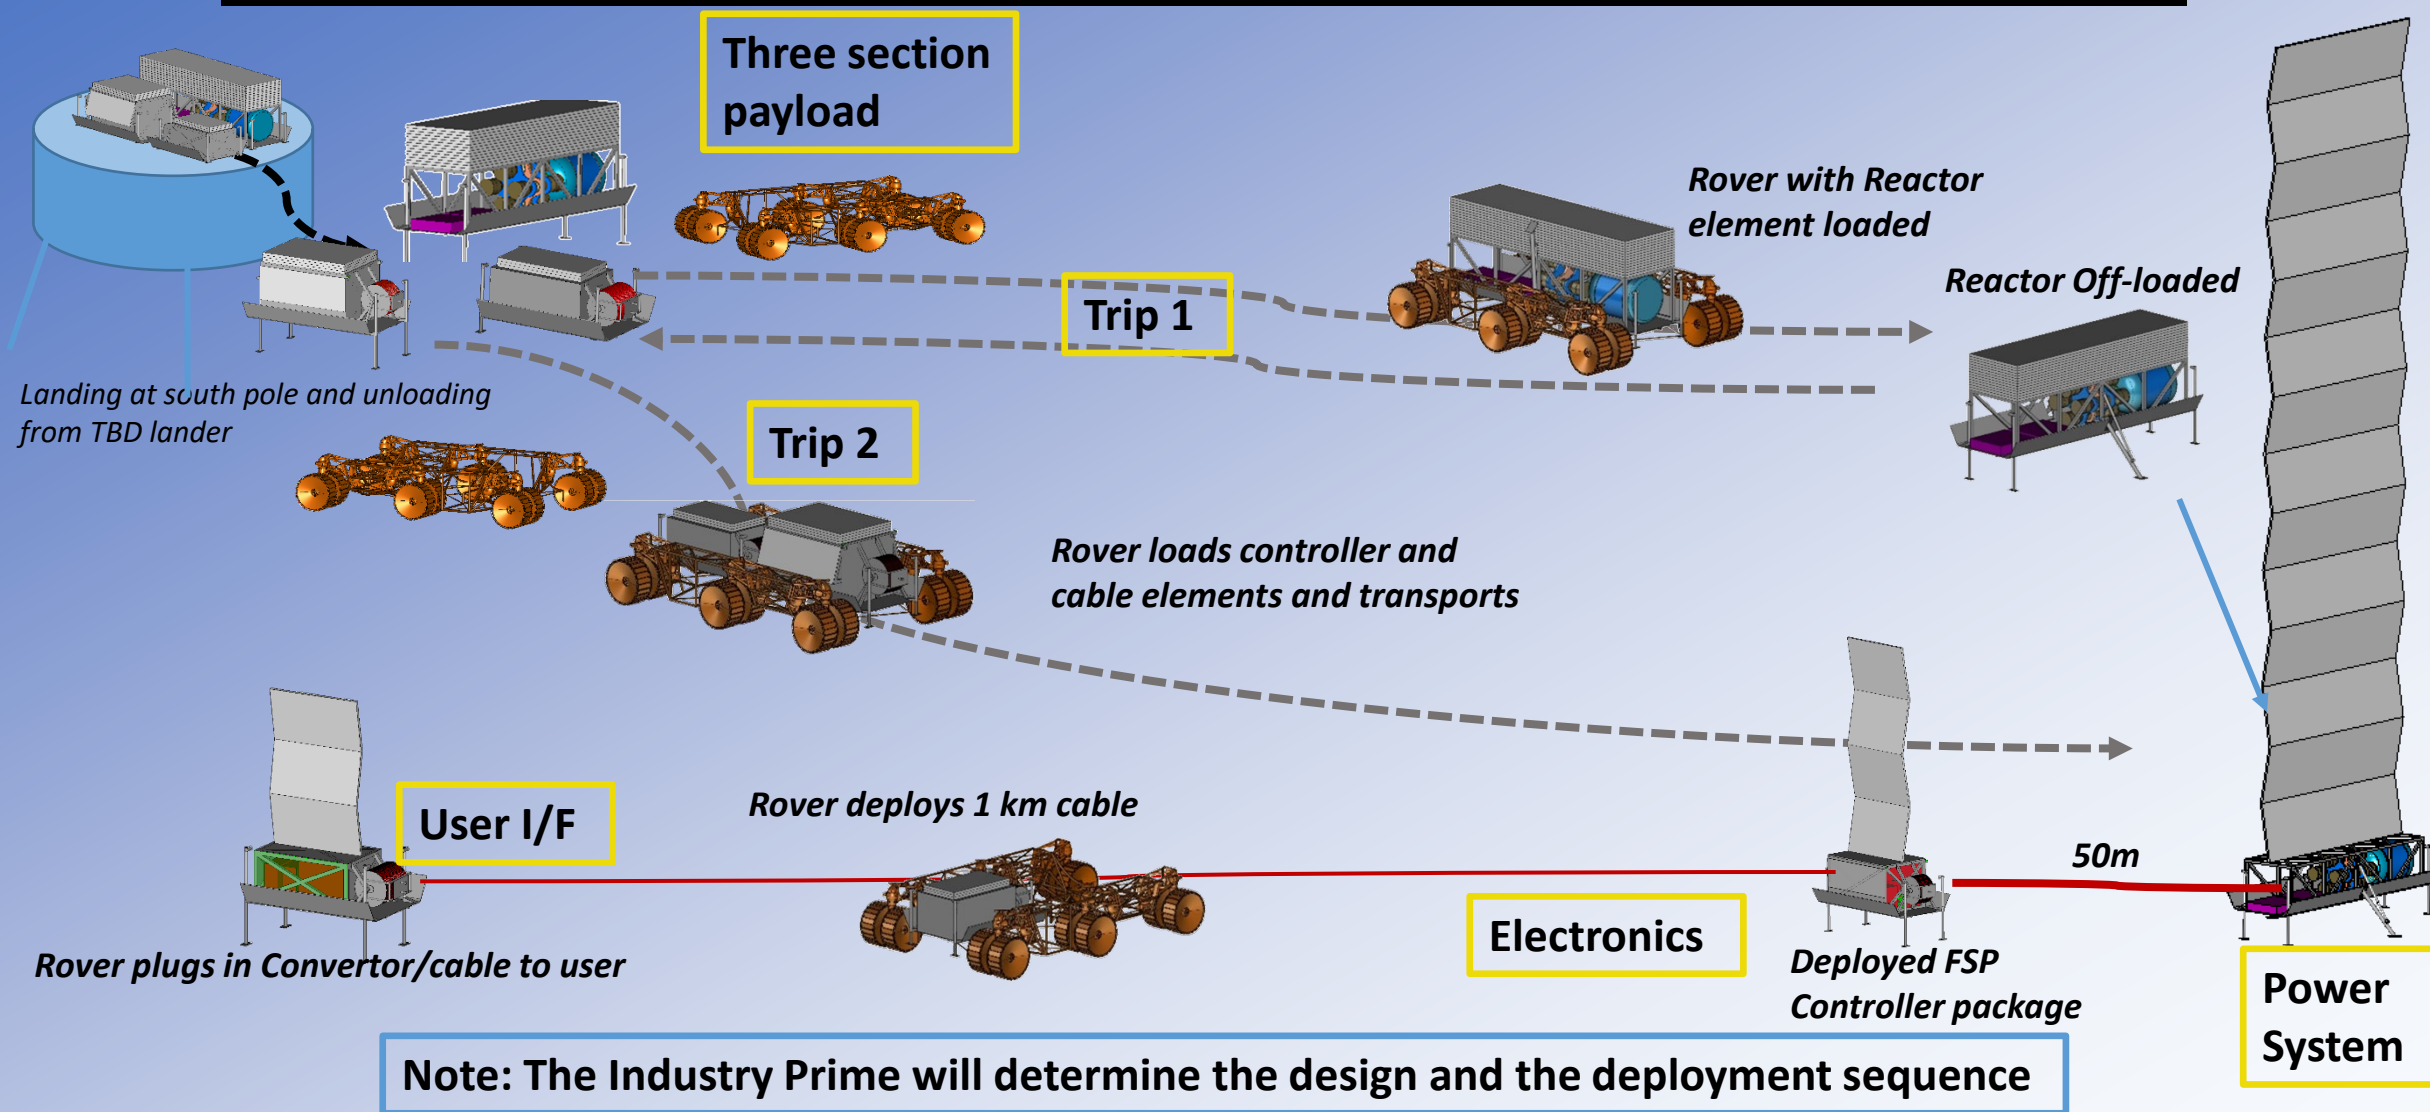 Three section
payload
Rover with Reactor
element loaded
Reactor Off-loaded
Trip 1
Landing at south pole and unloading
from TBD lander
Trip 2
Rover loads controller and
cable elements and transports
User I/F
Rover deploys 1 km cable
50m
Electronics
Rover plugs in Convertor/cable to user
Deployed FSP
Controller package
Power
System
Note: The Industry Prime will determine the design and the deployment sequence